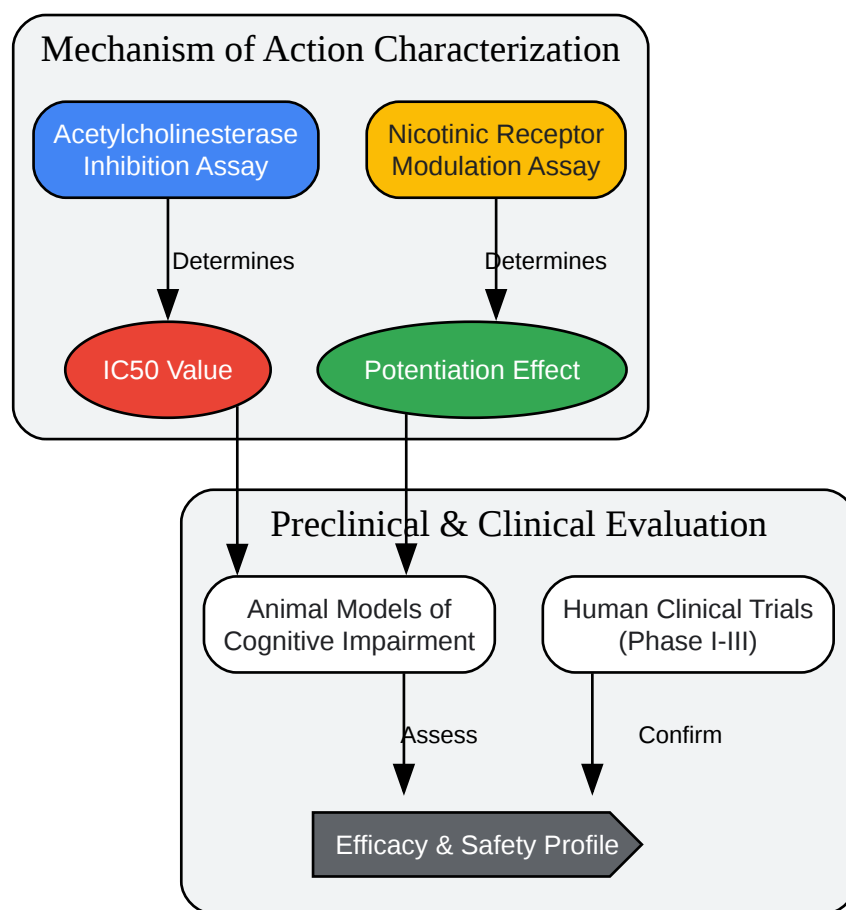 Mechanism of Action Characterization
Acetylcholinesterase
Inhibition Assay
Nicotinic Receptor
Modulation Assay
Determines
Determines
IC50 Value
Potentiation Effect
Preclinical & Clinical Evaluation
Animal Models of
Cognitive Impairment
Human Clinical Trials
(Phase I-III)
Assess
Confirm
Efficacy & Safety Profile